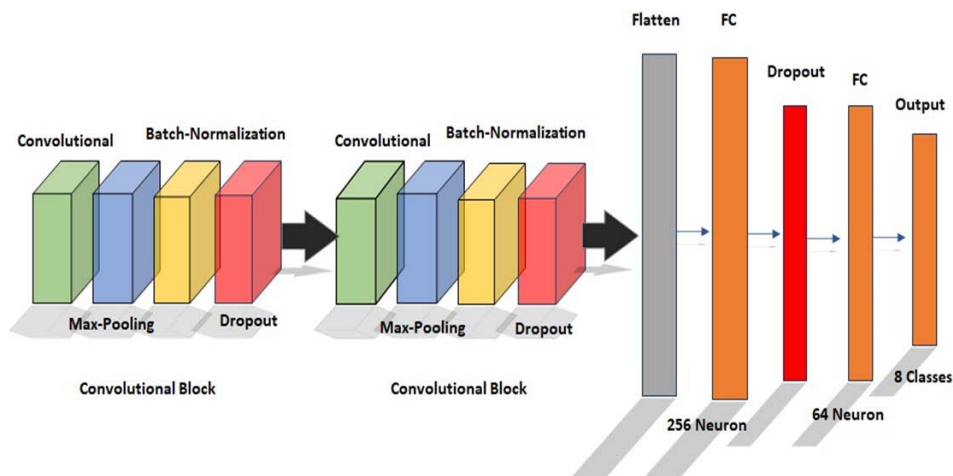 Flatten
FC
Dropout
FC
Output
Convolutional
Batch-Normalization
Convolutional
Batch-Normalization
Max-Pooling
Dropout
Max-Pooling
Dropout
Convolutional Block
Convolutional Block
256 Neuron
64 Neuron
8 Classes